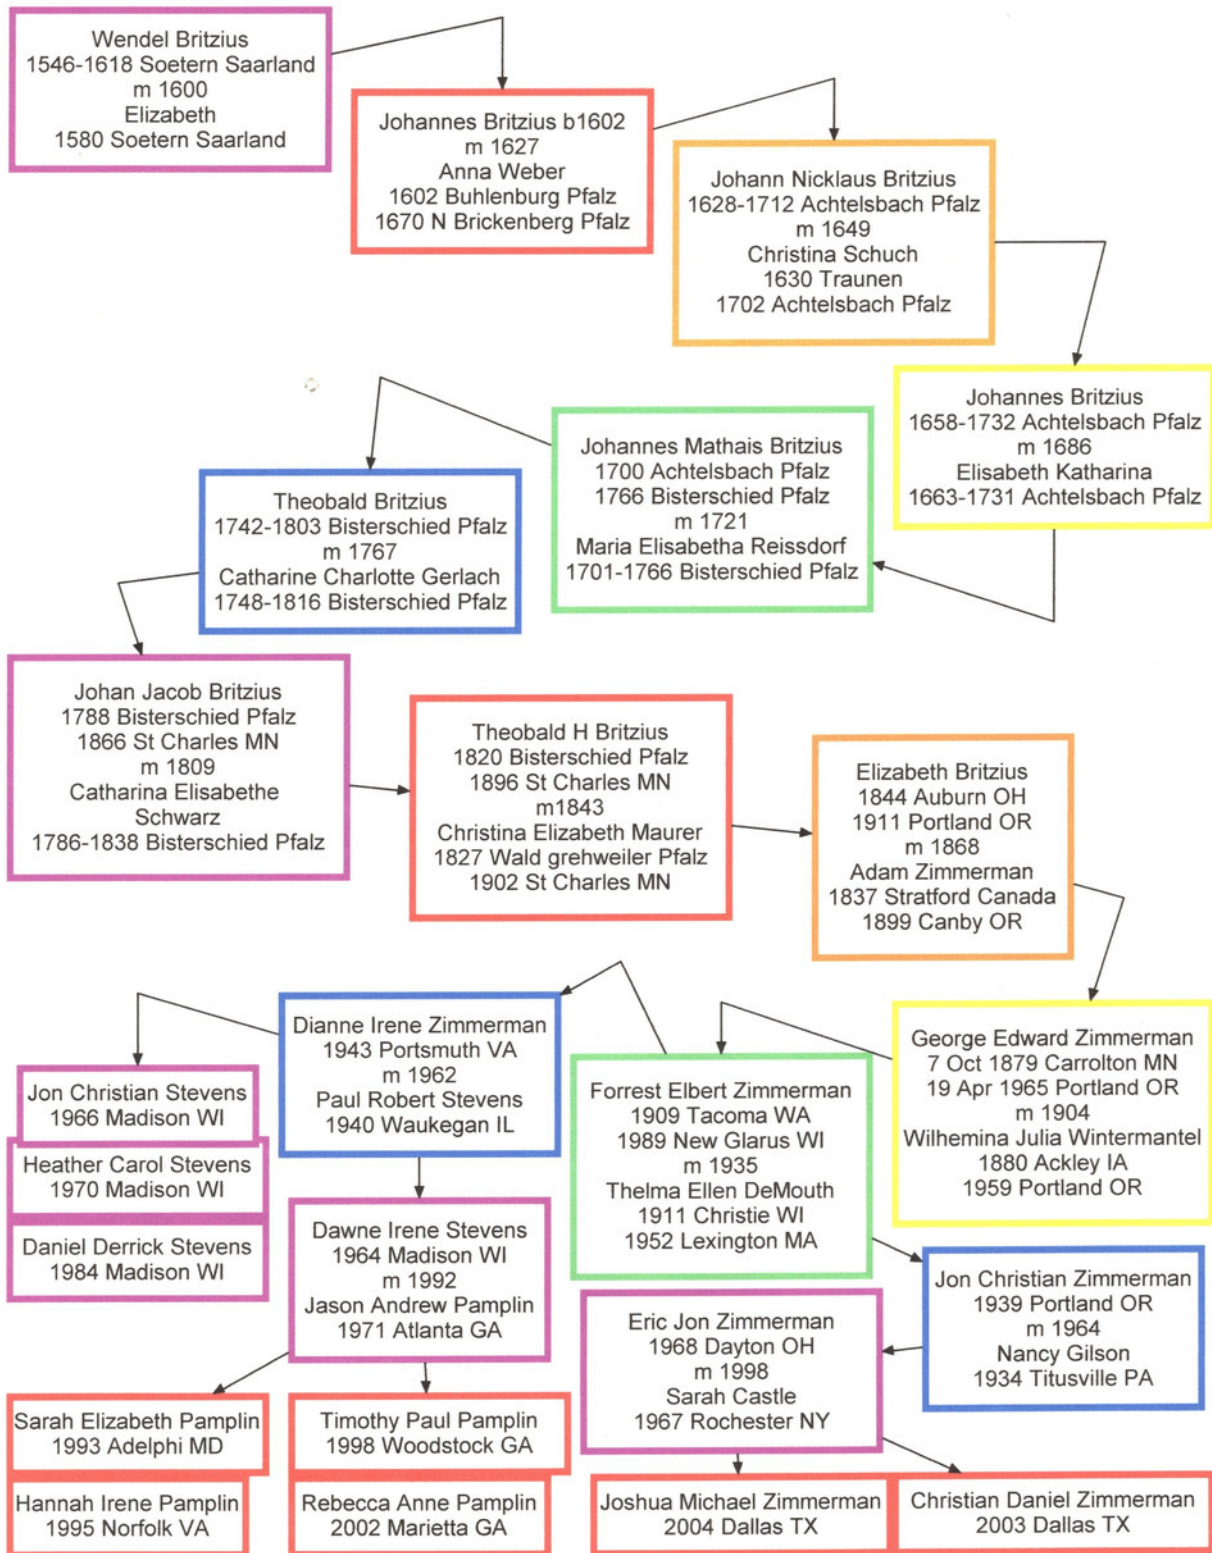 Wendel Britzius
1546-1618 Soetern Saarland
m 1600
Elizabeth
1580 Soetern Saarland
Johannes Britzius b1602
m 1627
Anna Weber
1602 Buhlenburg Pfalz
1670 N Brickenberg Pfalz
Johann Nicklaus Britzius
1628-1712 Achtelsbach Pfalz
m 1649
Christina Schuch
1630 Traunen
1702 Achtelsbach Pfalz
Johannes Britzius
1658-1732 Achtelsbach Pfalz
m 1686
Elisabeth Katharina
1663-1731 Achtelsbach Pfalz
Johannes Mathais Britzius
1700 Achtelsbach Pfalz
1766 Bisterschied Pfalz
m 1721
Maria Elisabetha Reissdorf
1701-1766 Bisterschied Pfalz
Theobald Britzius
1742-1803 Bisterschied Pfalz
m 1767
Catharine Charlotte Gerlach
1748-1816 Bisterschied Pfalz
Johan Jacob Britzius
1788 Bisterschied Pfalz
1866 St Charles MN
m 1809
Catharina Elisabethe
Schwarz
1786-1838 Bisterschied Pfalz
Theobald H Britzius
1820 Bisterschied Pfalz
1896 St Charles MN
m1843
Christina Elizabeth Maurer
1827 Wald grehweiler Pfalz
1902 St Charles MN
Elizabeth Britzius
1844 Auburn OH
1911 Portland OR
m 1868
Adam Zimmerman
1837 Stratford Canada
1899 Canby OR
George Edward Zimmerman
7 Oct 1879 Carrolton MN
19 Apr 1965 Portland OR
m 1904
Wilhemina Julia Wintermantel
1880 Ackley IA
1959 Portland OR
Forrest Elbert Zimmerman
1909 Tacoma WA
1989 New Glarus WI
m 1935
Thelma Ellen DeMouth
1911 Christie WI
1952 Lexington MA
Dianne Irene Zimmerman
1943 Portsmuth VA
m 1962
Paul Robert Stevens
1940 Waukegan IL
Jon Christian Stevens
1966 Madison WI
Heather Carol Stevens
1970 Madison WI
Daniel Derrick Stevens
1984 Madison WI
Dawne Irene Stevens
1964 Madison WI
m 1992
Jason Andrew Pamplin
1971 Atlanta GA
Jon Christian Zimmerman
1939 Portland OR
m 1964
Nancy Gilson
1934 Titusville PA
Eric Jon Zimmerman
1968 Dayton OH
m 1998
Sarah Castle
1967 Rochester NY
Sarah Elizabeth Pamplin
1993 Adelphi MD
Timothy Paul Pamplin
1998 Woodstock GA
Hannah Irene Pamplin
1995 Norfolk VA
Rebecca Anne Pamplin
2002 Marietta GA
Joshua Michael Zimmerman
2004 Dallas TX
Christian Daniel Zimmerman
2003 Dallas TX